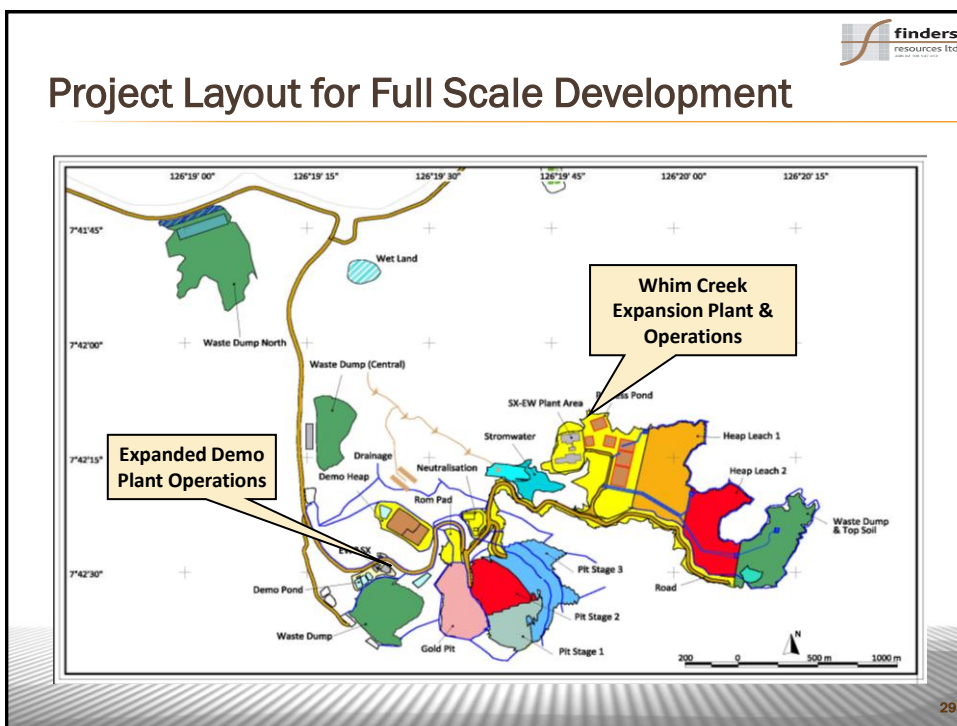 finders
resources ltd
Project Layout for Full Scale Development
126°19' 00"
126°19' 15"
126°19' 30"
126°19' 45"
126°20' 00"
126°20' 15"
7°41'45"
Wet Land
Whim Creek
Expansion Plant &
Operations
Waste Dump North
7°42'00"
Waste Dump (Central)
SX-EW Plant Area
Pond
Stromwater
Heap Leach 1
Expanded Demo
Plant Operations
7°42'15"
Drainage
Demo Heap
Neutralisation
Heap Leach 2
Rom Pad
Waste Dump
& Top Soil
Pit Stage 3
7°42'30"
Demo Pond
Road
Pit Stage 2
Waste Dump
Gold Pit
Pit Stage 1
N
200
0
500 m
1000 m
29